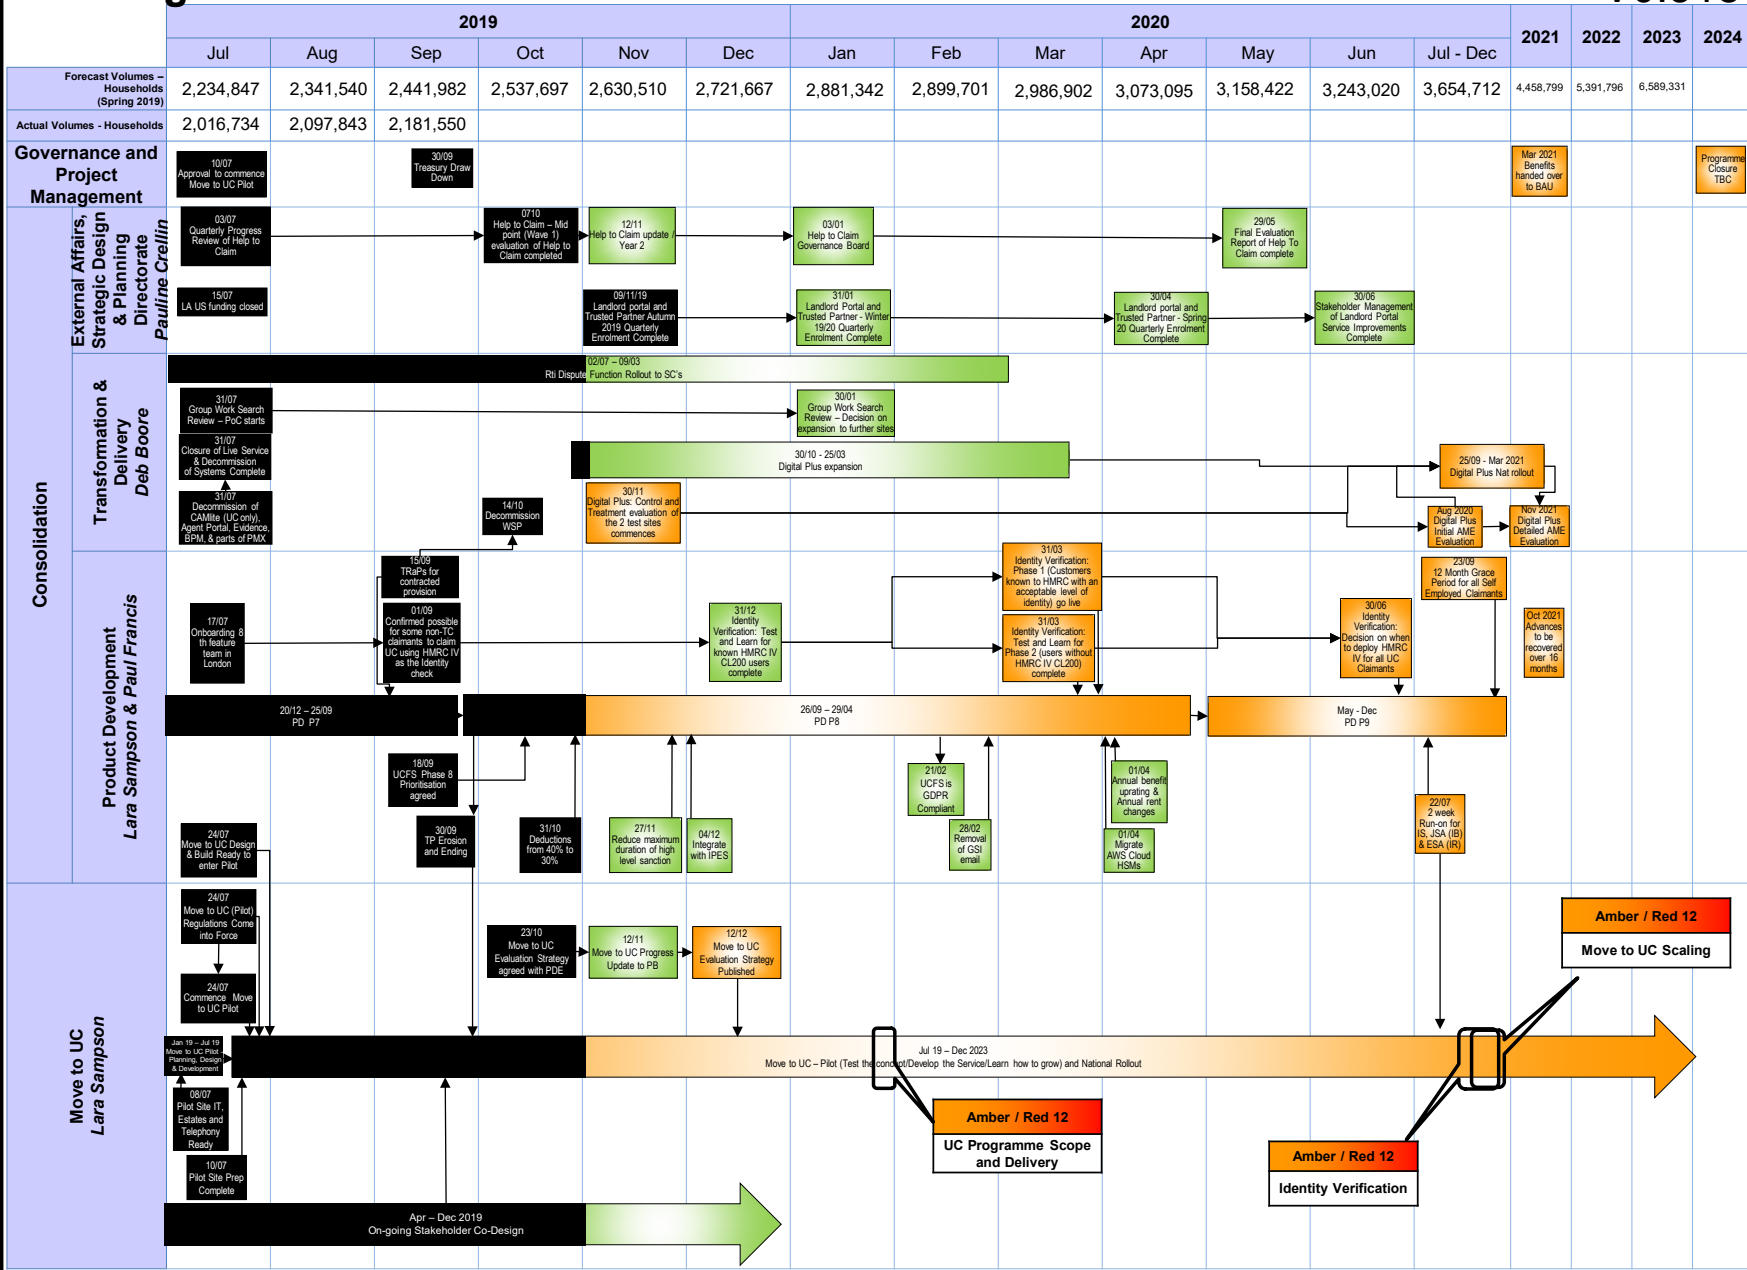 2019
2020
2021
2022
2023
2024
Jul
Aug
Sep
Oct
Nov
Dec
Jan
Feb
Mar
Apr
May
Jun
Jul - Dec
Forecast Volumes –
Households
(Spring 2019)
2,234,847
2,341,540
2,441,982
2,537,697
2,630,510
2,721,667
2,881,342
2,899,701
2,986,902
3,073,095
3,158,422
3,243,020
3,654,712
4,458,799
5,391,796
6,589,331
Actual Volumes - Households
2,016,734
2,097,843
2,181,550
Governance and
Project
Management
10/07
Approval to commence
Move to UC Pilot
30/09
Treasury Draw
Down
Mar 2021
Benefits
handed over
to BAU
Programme
Closure
TBC
Consolidation
External Affairs,
Strategic Design
& Planning
Directorate
Pauline Crellin
03/07
Quarterly Progress
Review of Help to
Claim
0710
Help to Claim – Mid
point (Wave 1)
evaluation of Help to
Claim completed
12/11
Help to Claim update /
Year 2
03/01
Help to Claim
Governance Board
29/05
Final Evaluation
Report of Help To
Claim complete
15/07
LA US funding closed
09/11/19
Landlord portal and
Trusted Partner Autumn
2019 Quarterly
Enrolment Complete
31/01
Landlord Portal and
Trusted Partner - Winter
19/20 Quarterly
Enrolment Complete
30/04
Landlord portal and
Trusted Partner - Spring
20 Quarterly Enrolment
Complete
30/06
Stakeholder Management
of Landlord Portal
Service Improvements
Complete
Transformation &
Delivery
Deb Boore
02/07 – 09/03
Rti Dispute Function Rollout to SC's
31/07
Group Work Search
Review – PoC starts
30/01
Group Work Search
Review – Decision on
expansion to further sites
31/07
Closure of Live Service
& Decommission
of Systems Complete
30/10 - 25/03
Digital Plus expansion
25/09 - Mar 2021
Digital Plus Nat rollout
31/07
Decommission of
CAMlite (UC only),
Agent Portal, Evidence,
BPM, & parts of PMX
14/10
Decommission
WSP
30/11
Digital Plus: Control and
Treatment evaluation of
the 2 test sites
commences
Aug 2020
Digital Plus
Initial AME
Evaluation
Nov 2021
Digital Plus
Detailed AME
Evaluation
Product Development
Lara Sampson & Paul Francis
15/09
TRaPs for
contracted
provision
31/03
Identity Verification:
Phase 1 (Customers
known to HMRC with an
acceptable level of
identity) go live
23/09
12 Month Grace
Period for all Self
Employed Claimants
17/07
Onboarding 8
th feature
team in
London
01/09
Confirmed possible
for some non-TC
claimants to claim
UC using HMRC IV
as the Identity
check
31/12
Identity
Verification: Test
and Learn for
known HMRC IV
CL200 users
complete
31/03
Identity Verification:
Test and Learn for
Phase 2 (users without
HMRC IV CL200)
complete
30/06
Identity
Verification:
Decision on when
to deploy HMRC
IV for all UC
Claimants
Oct 2021
Advances
to be
recovered
over 16
months
20/12 – 25/09
PD P7
26/09 – 29/04
PD P8
May - Dec
PD P9
18/09
UCFS Phase 8
Prioritisation
agreed
21/02
UCFS is
GDPR
Compliant
01/04
Annual benefit
uprating &
Annual rent
changes
22/07
2 week
Run-on for
IS, JSA (IB)
& ESA (IR)
24/07
Move to UC Design
& Build Ready to
enter Pilot
30/09
TP Erosion
and Ending
31/10
Deductions
from 40% to
30%
27/11
Reduce maximum
duration of high
level sanction
04/12
Integrate
with IPES
28/02
Removal
of GSI
email
01/04
Migrate
AWS Cloud
HSMs
Move to UC
Lara Sampson
24/07
Move to UC (Pilot)
Regulations Come
into Force
23/10
Move to UC
Evaluation Strategy
agreed with PDE
12/11
Move to UC Progress
Update to PB
12/12
Move to UC
Evaluation Strategy
Published
Amber / Red 12
Move to UC Scaling
24/07
Commence Move
to UC Pilot
Jan 19 – Jul 19
Move to UC Pilot -
Planning, Design
& Development
Jul 19 – Dec 2023
Move to UC – Pilot (Test the concept/Develop the Service/Learn how to grow) and National Rollout
08/07
Pilot Site IT,
Estates and
Telephony
Ready
Amber / Red 12
UC Programme Scope
and Delivery
Amber / Red 12
Identity Verification
10/07
Pilot Site Prep
Complete
Apr – Dec 2019
On-going Stakeholder Co-Design